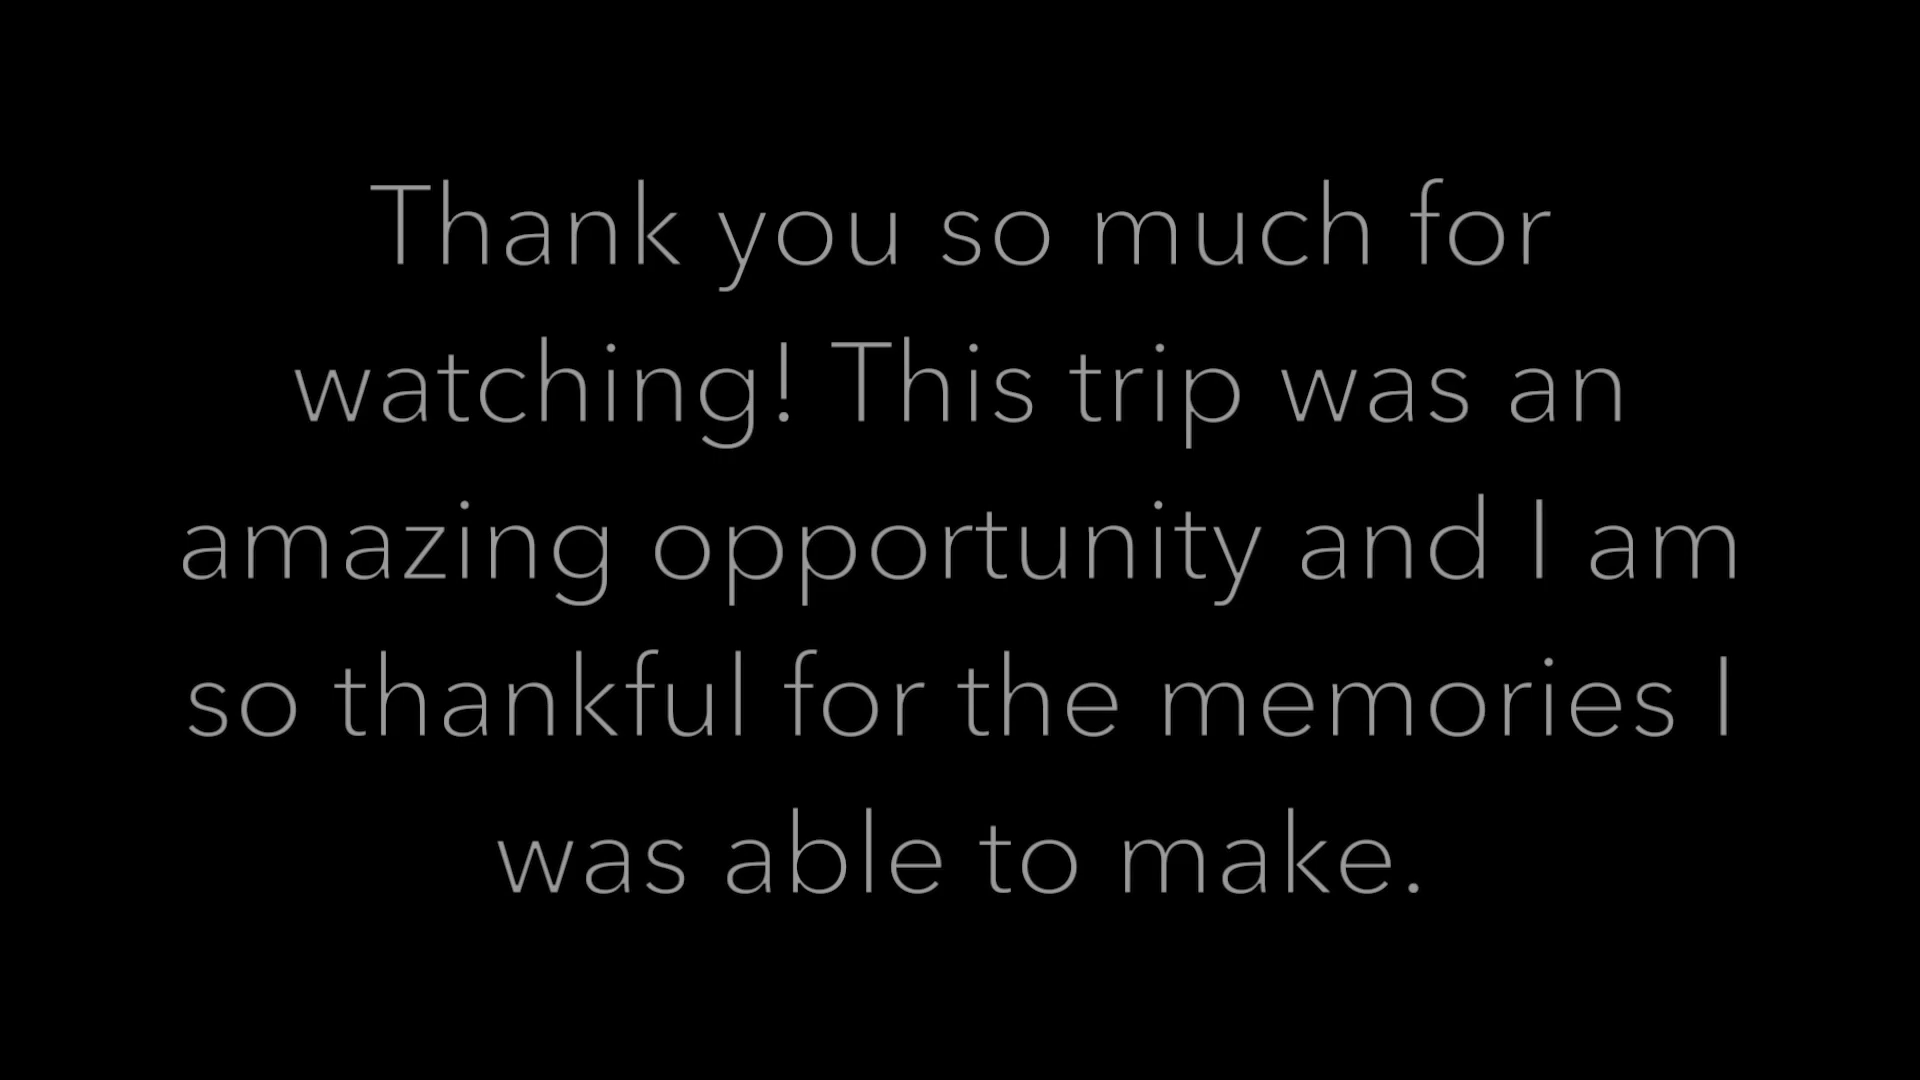 Thank you so much for
watching! This trip was an
amazing opportunity and I am
so thankful for the memories I
was able to make.